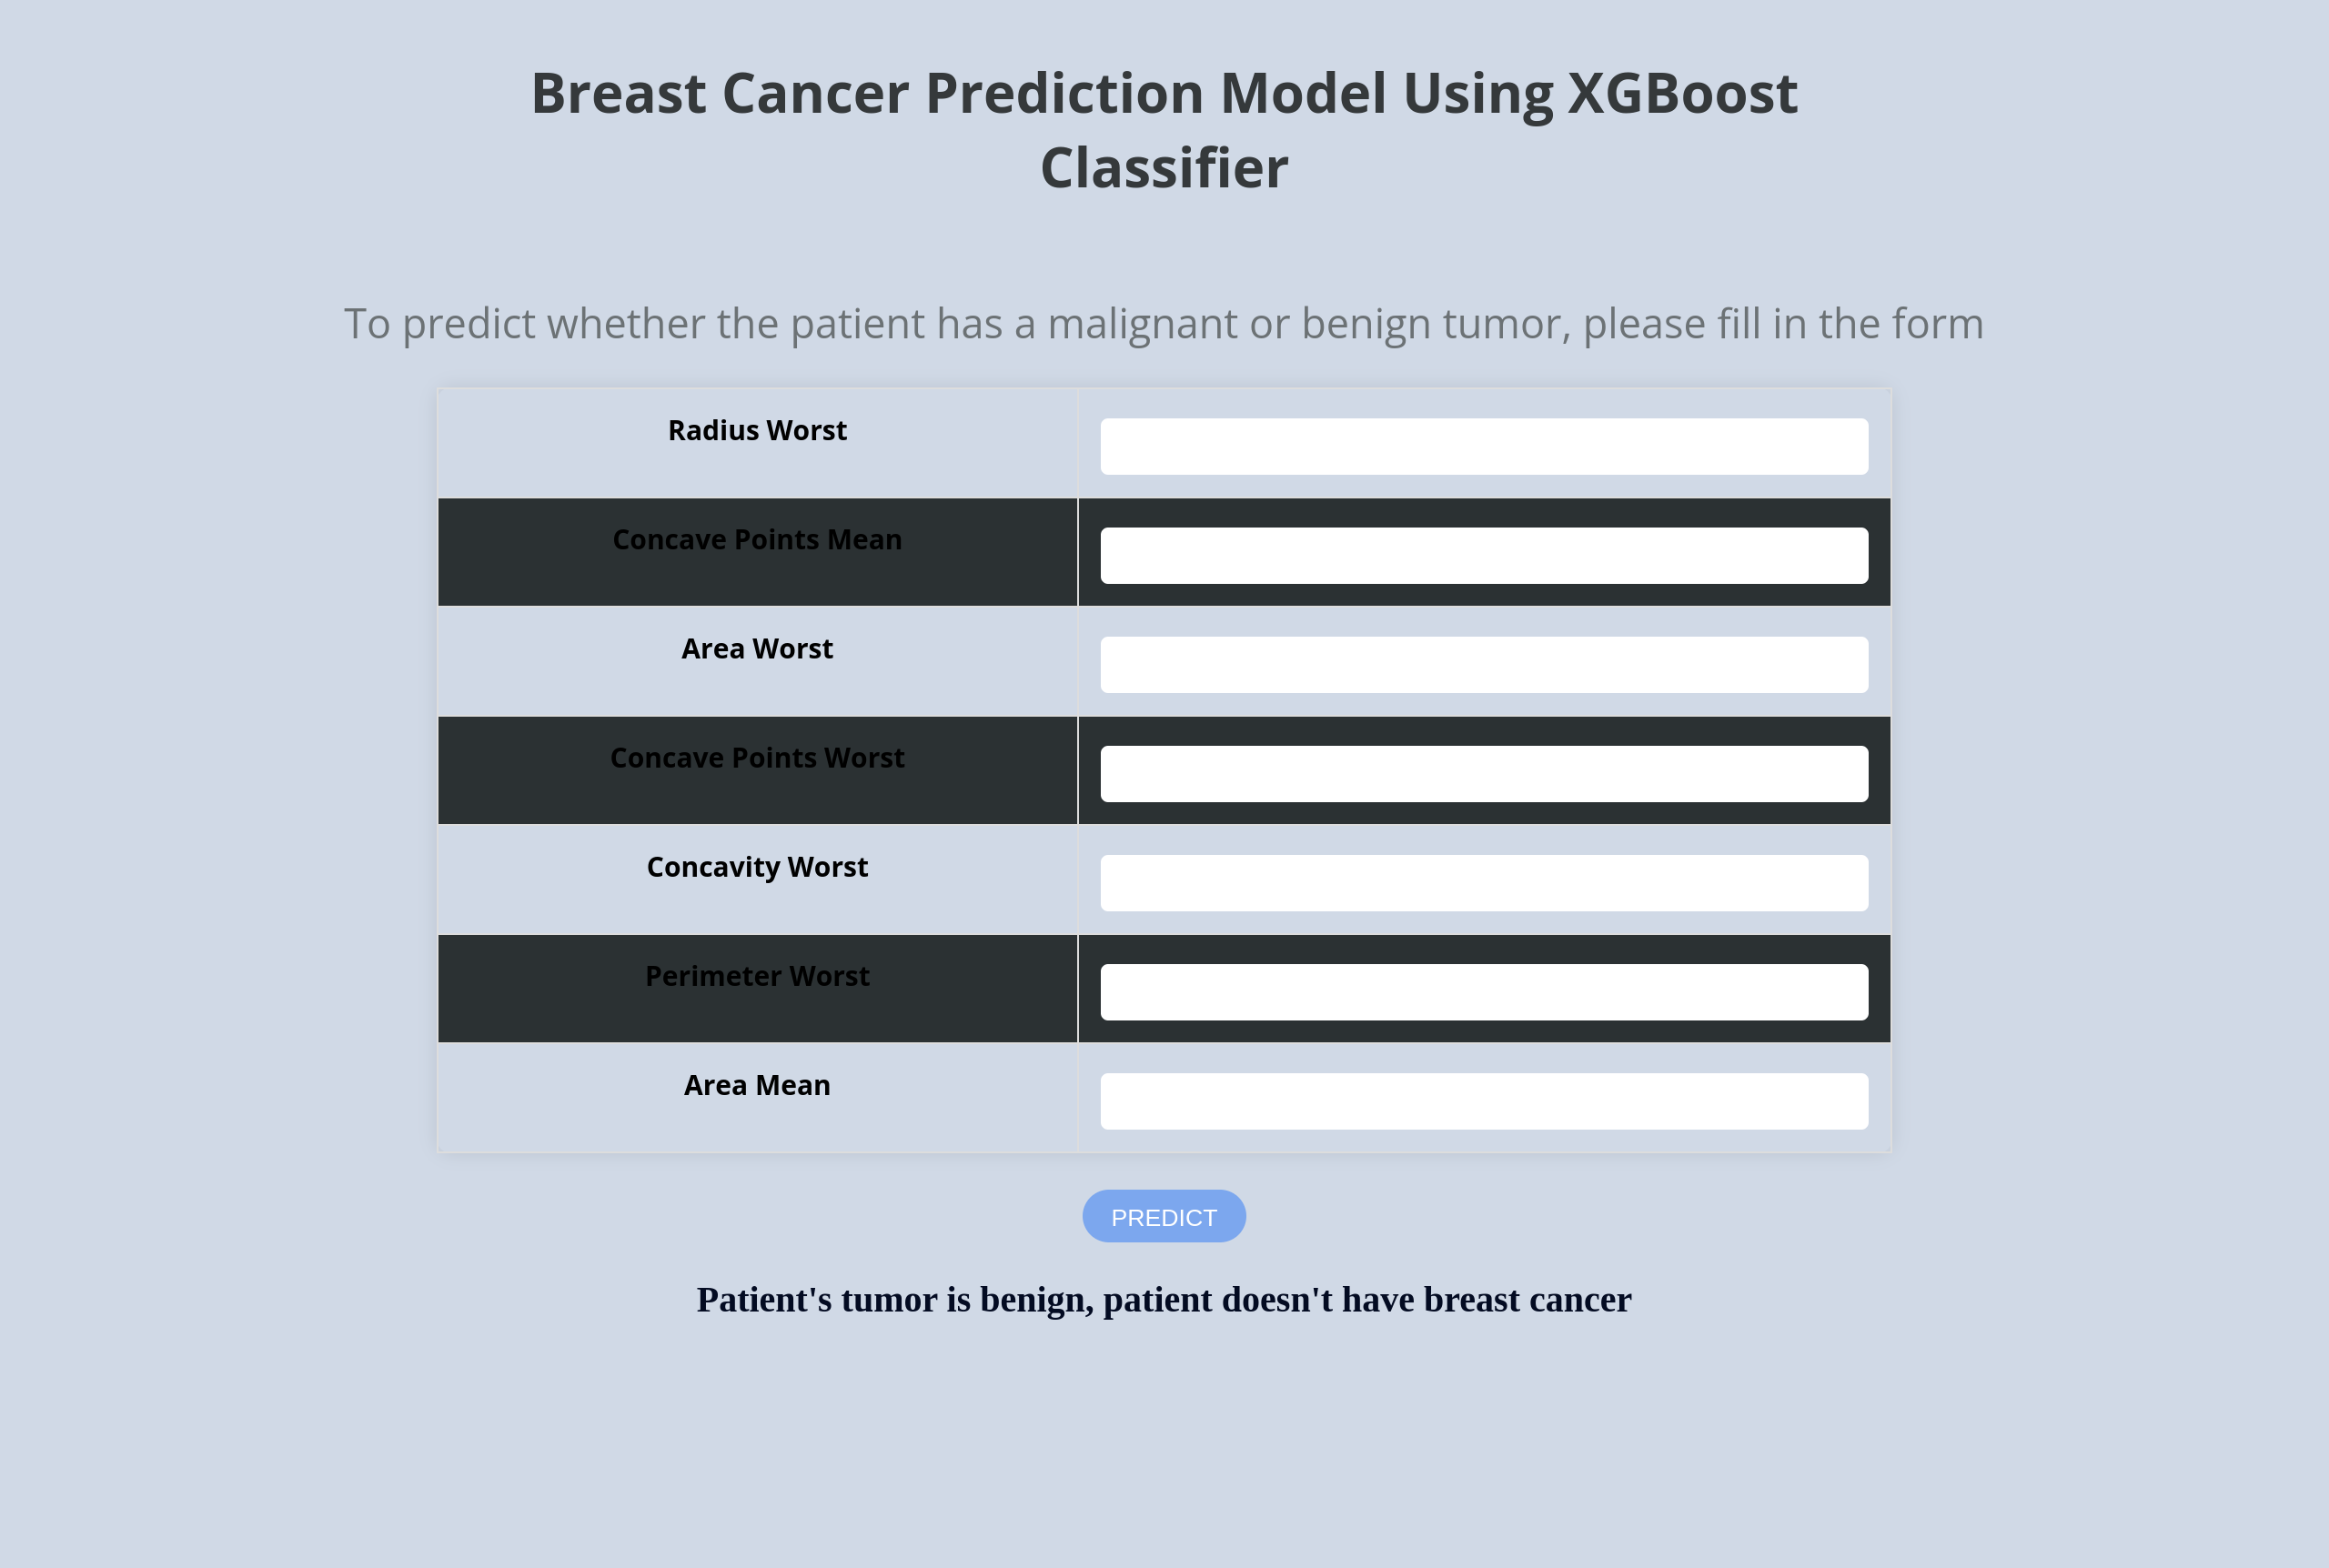 Breast Cancer Prediction Model Using XGBoost
Classifier
To predict whether the patient has a malignant or benign tumor, please fill in the form
Radius Worst
Concave Points Mean
Area Worst
Concave Points Worst
Concavity Worst
Perimeter Worst
Area Mean
PREDICT
Patient's tumor is benign, patient doesn't have breast cancer